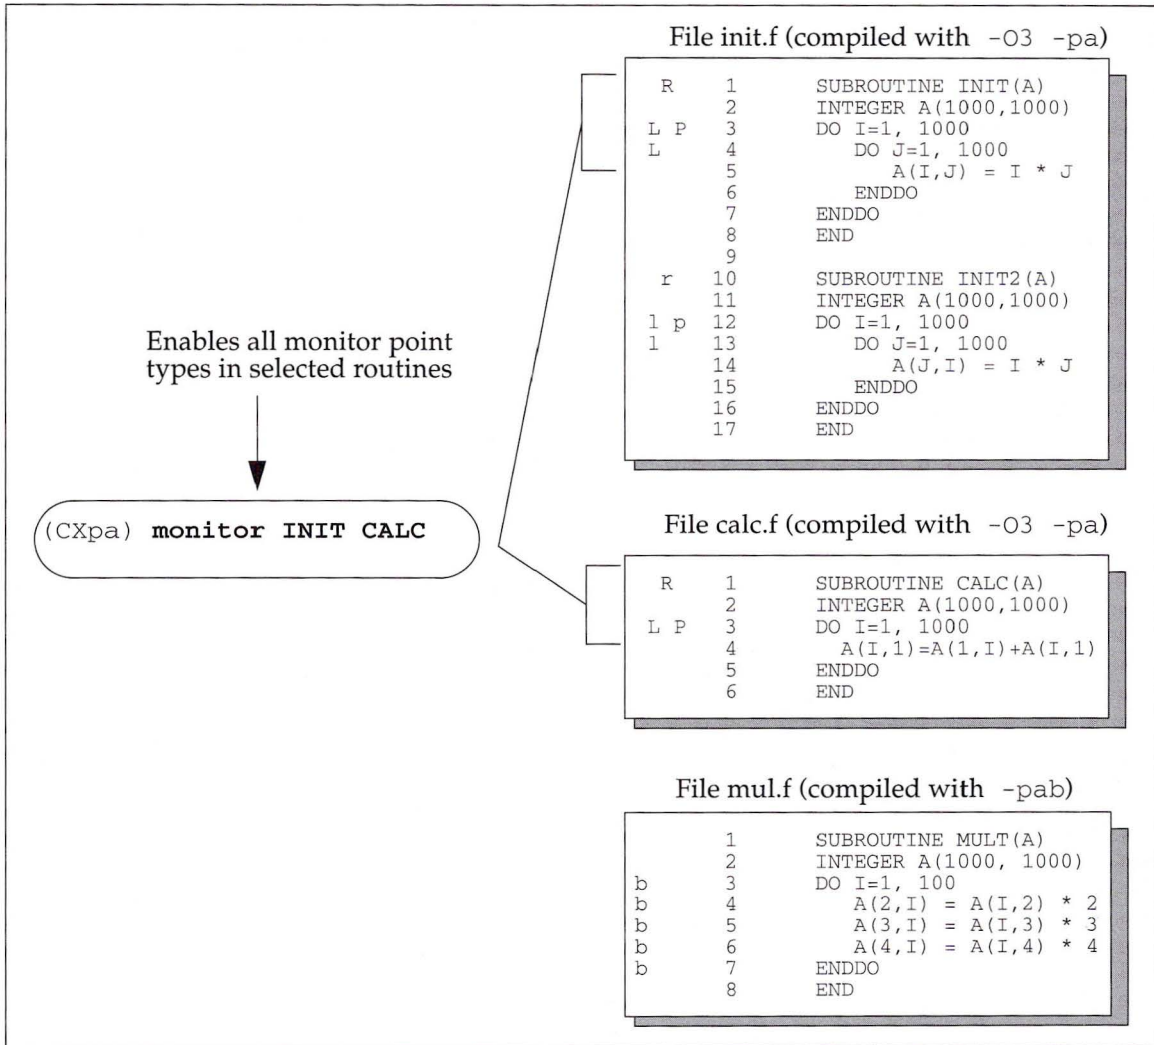 File init.f (compiled with -O3 -pa)
R 1 SUBROUTINE INIT(A)
2 INTEGER A(1000,1000)
L P 3 DO I=1, 1000
L 4 DO J=1, 1000
5 A(I,J) = I * J
6 ENDDO
7 ENDDO
8 END
9
r 10 SUBROUTINE INIT2(A)
11 INTEGER A(1000,1000)
l p 12 DO I=1, 1000
l 13 DO J=1, 1000
14 A(J,I) = I * J
15 ENDDO
16 ENDDO
17 END
Enables all monitor point
types in selected routines
(CXpa) monitor INIT CALC
File calc.f (compiled with -O3 -pa)
R 1 SUBROUTINE CALC(A)
2 INTEGER A(1000,1000)
L P 3 DO I=1, 1000
4 A(I,1)=A(1,I)+A(I,1)
5 ENDDO
6 END
File mul.f (compiled with -pab)
1 SUBROUTINE MULT(A)
2 INTEGER A(1000, 1000)
b 3 DO I=1, 100
b 4 A(2,I) = A(I,2) * 2
b 5 A(3,I) = A(I,3) * 3
b 6 A(4,I) = A(I,4) * 4
b 7 ENDDO
8 END